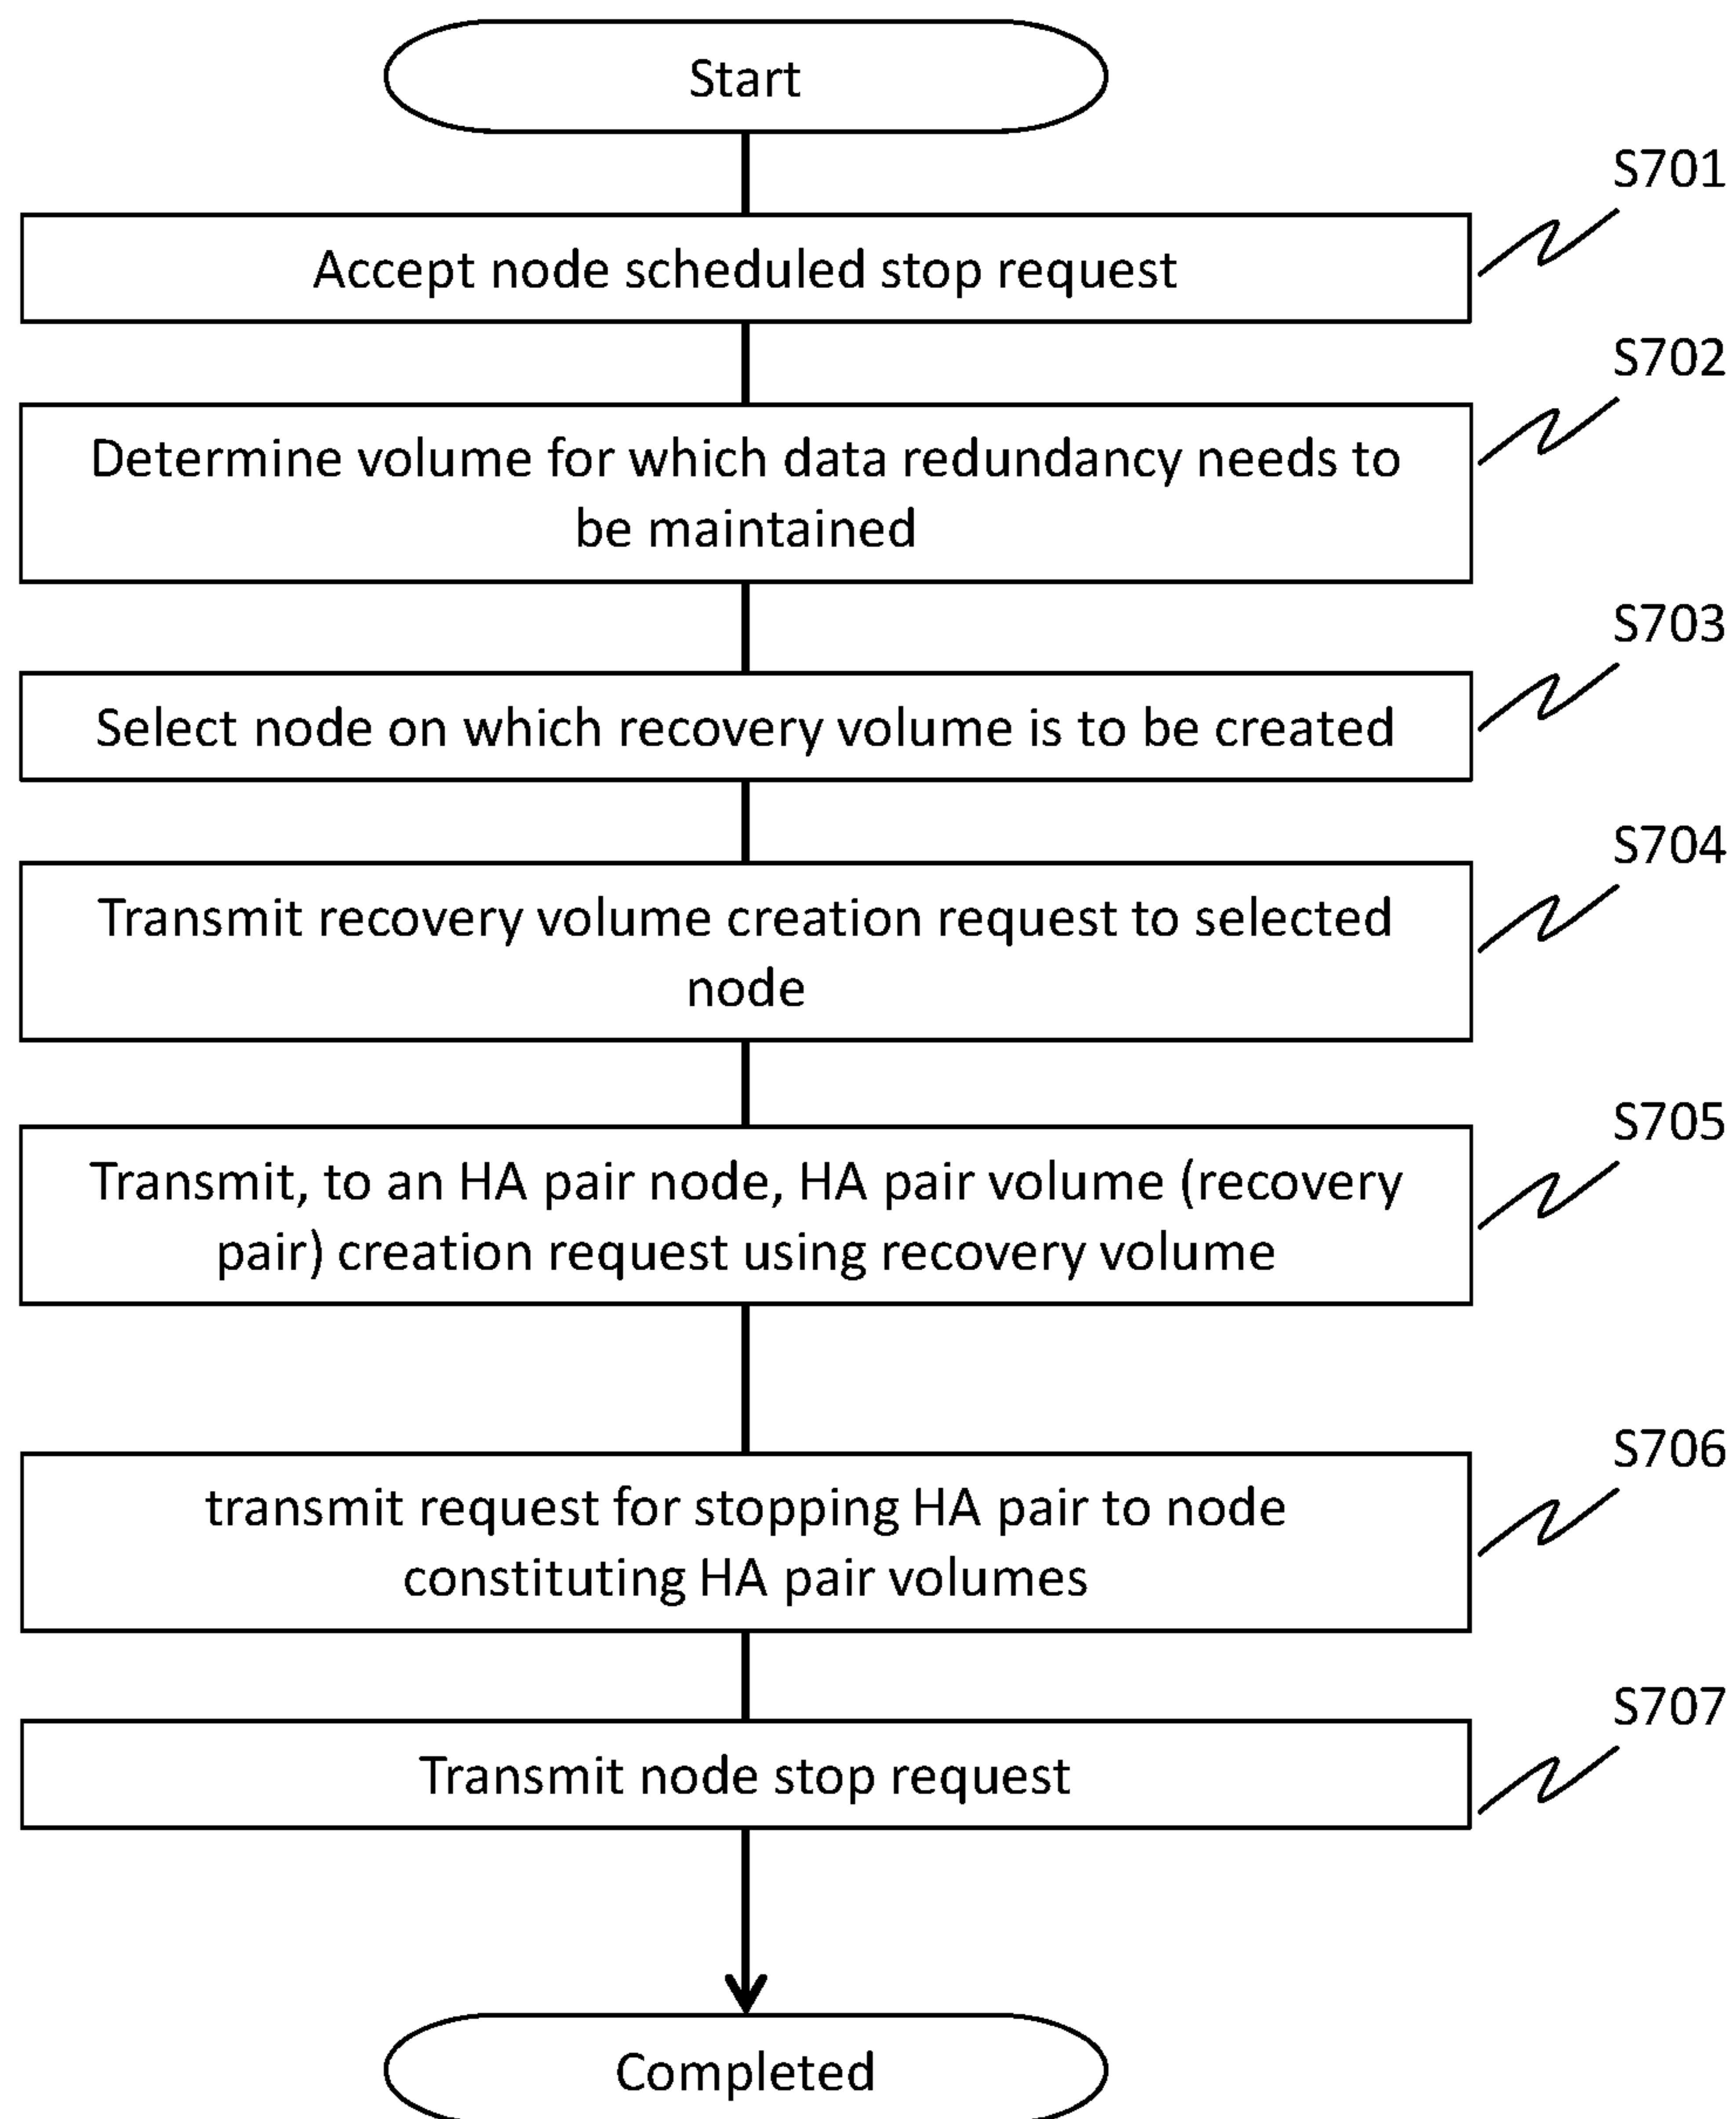 Start
S701
Accept node scheduled stop request
S702
Determine volume for which data redundancy needs to
be maintained
S703
Select node on which recovery volume is to be created
S704
Transmit recovery volume creation request to selected
node
S705
Transmit, to an HA pair node, HA pair volume (recovery
pair) creation request using recovery volume
S706
transmit request for stopping HA pair to node
constituting HA pair volumes
S707
Transmit node stop request
Completed